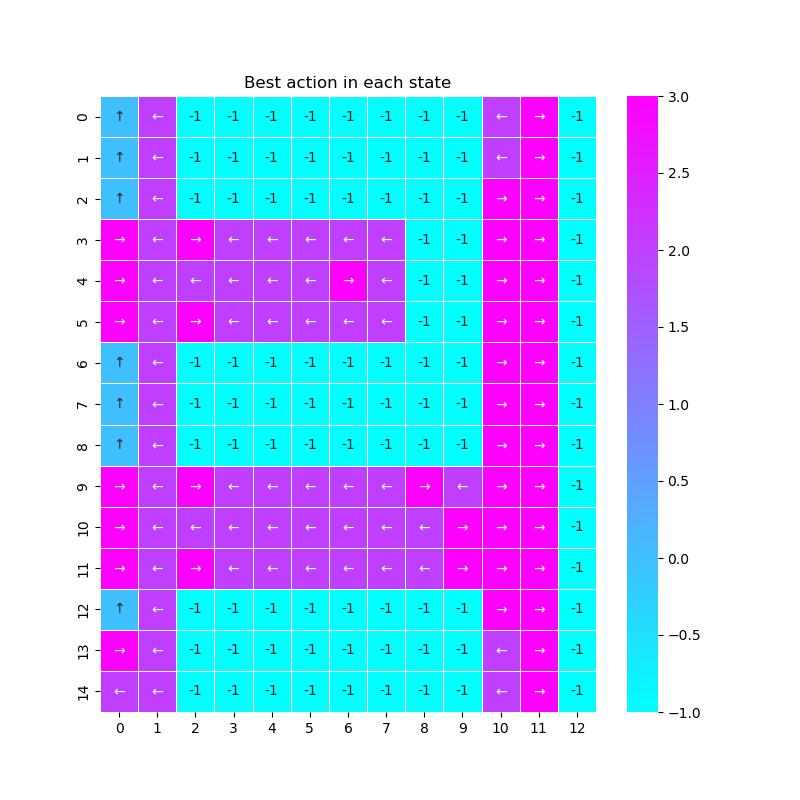 Best action in each state
0 ↑ ← -1 -1 -1 -1 -1 -1 -1 -1 ← → -1
1 ↑ ← -1 -1 -1 -1 -1 -1 -1 -1 ← → -1
2 ↑ ← -1 -1 -1 -1 -1 -1 -1 -1 → → -1
3 → ← → ← ← ← ← ← -1 -1 → → -1
4 → ← ← ← ← ← → ← -1 -1 → → -1
5 → ← → ← ← ← ← ← -1 -1 → → -1
6 ↑ ← -1 -1 -1 -1 -1 -1 -1 -1 → → -1
7 ↑ ← -1 -1 -1 -1 -1 -1 -1 -1 → → -1
8 ↑ ← -1 -1 -1 -1 -1 -1 -1 -1 → → -1
9 → ← → ← ← ← ← ← → ← → → -1
10 → ← ← ← ← ← ← ← ← → → → -1
11 → ← → ← ← ← ← ← ← → → → -1
12 ↑ ← -1 -1 -1 -1 -1 -1 -1 -1 → → -1
13 → ← -1 -1 -1 -1 -1 -1 -1 -1 ← → -1
14 ← ← -1 -1 -1 -1 -1 -1 -1 -1 ← → -1
0 1 2 3 4 5 6 7 8 9 10 11 12
3.0
2.5
2.0
1.5
1.0
0.5
0.0
−0.5
−1.0